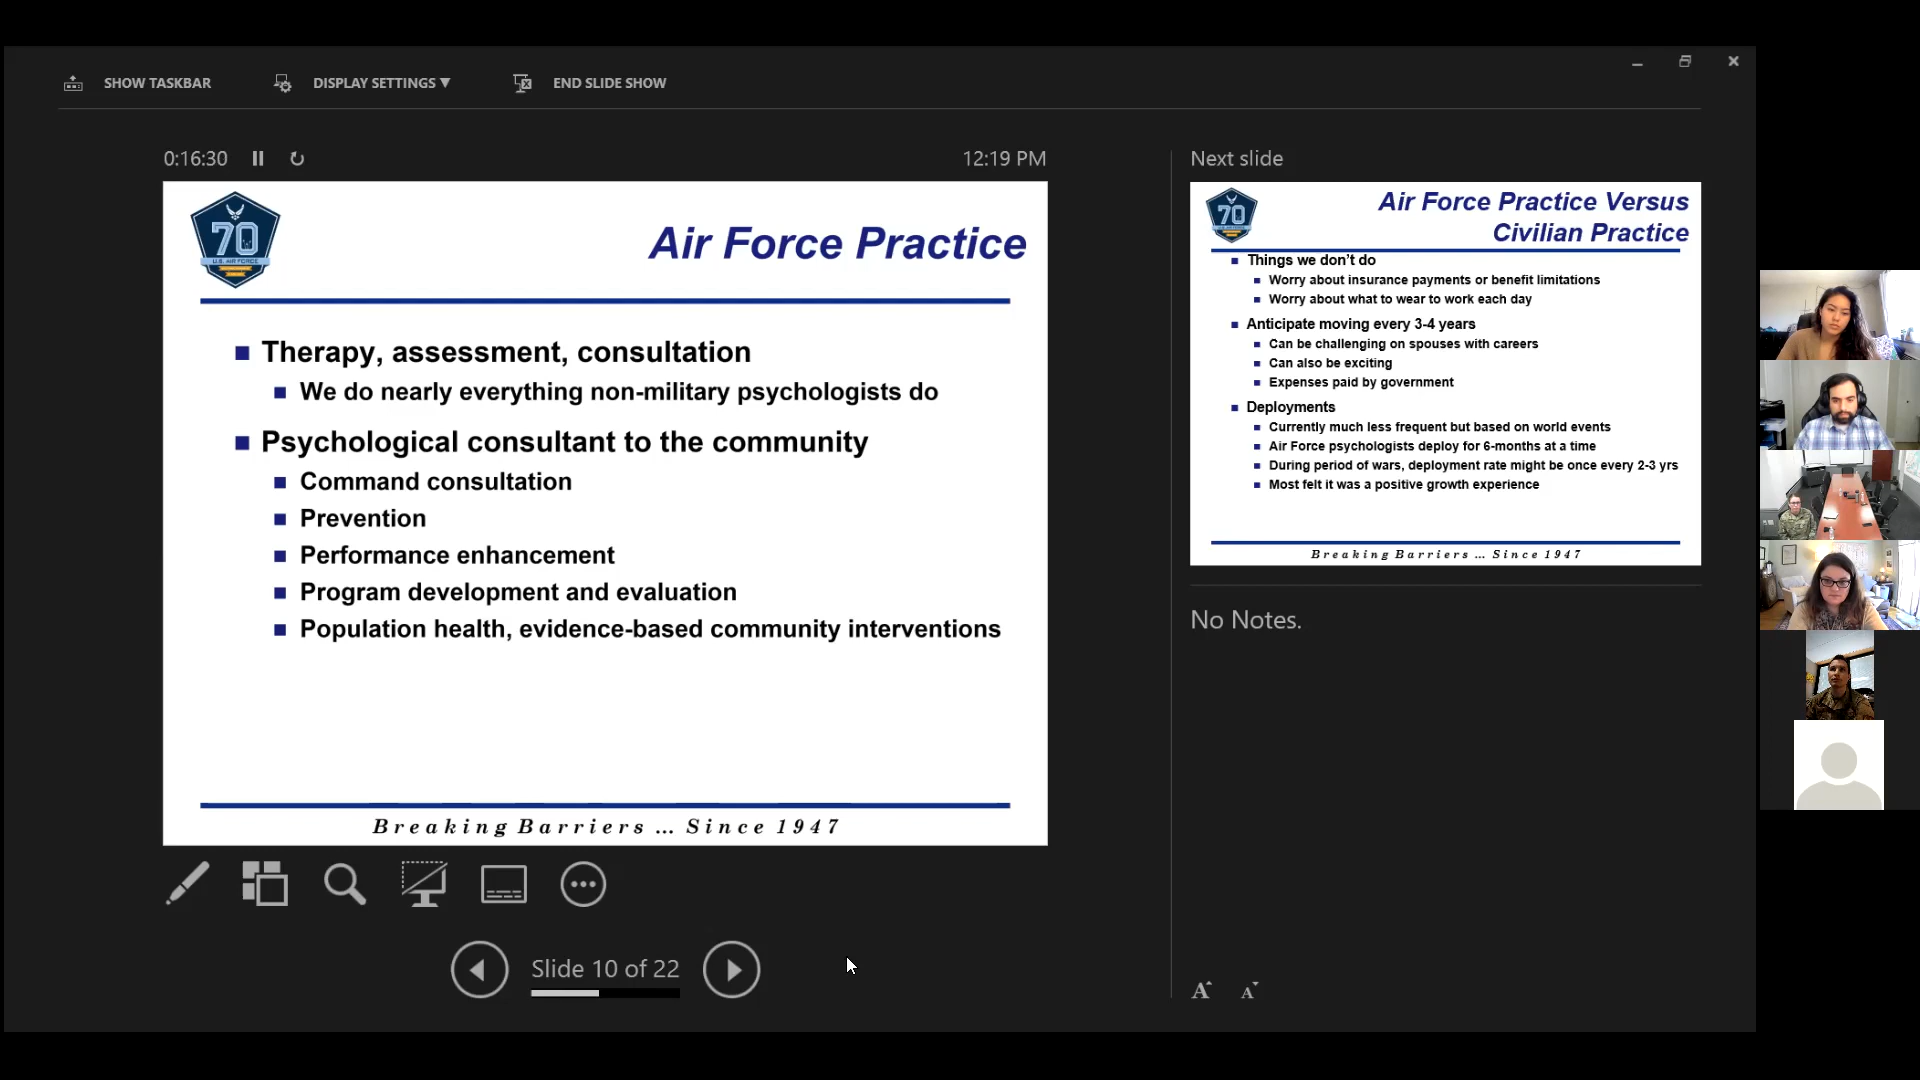 SHOW TASKBAR
DISPLAY SETTINGS ▼
END SLIDE SHOW
0:16:30
12:19 PM
70
U.S. AIR FORCE
Air Force Practice
Therapy, assessment, consultation
We do nearly everything non-military psychologists do
Psychological consultant to the community
Command consultation
Prevention
Performance enhancement
Program development and evaluation
Population health, evidence-based community interventions
Breaking Barriers ... Since 1947
Slide 10 of 22
Next slide
70
Air Force Practice Versus
Civilian Practice
Things we don't do
Worry about insurance payments or benefit limitations
Worry about what to wear to work each day
Anticipate moving every 3-4 years
Can be challenging on spouses with careers
Can also be exciting
Expenses paid by government
Deployments
Currently much less frequent but based on world events
Air Force psychologists deploy for 6-months at a time
During period of wars, deployment rate might be once every 2-3 yrs
Most felt it was a positive growth experience
Breaking Barriers ... Since 1947
No Notes.
A A